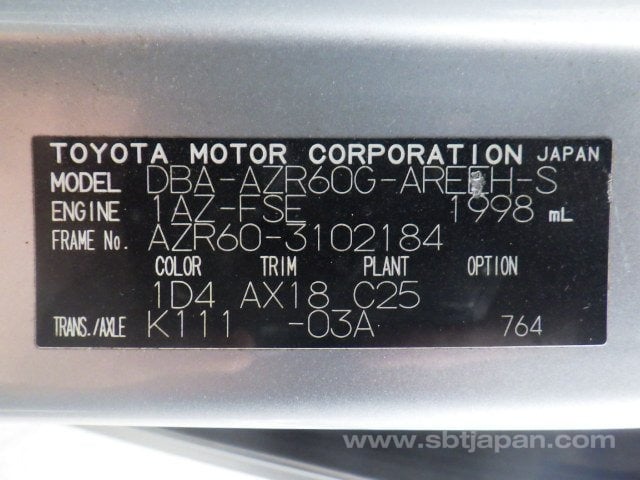 TOYOTA MOTOR CORPORATION JAPAN
MODEL DBA-AZR60G-AREEH-S
ENGINE 1AZ-FSE 1998 mL
FRAME No. AZR60-3102184
COLOR TRIM PLANT OPTION
1D4 AX18 C25
TRANS./AXLE K111 -03A 764
www.sbtjapan.com